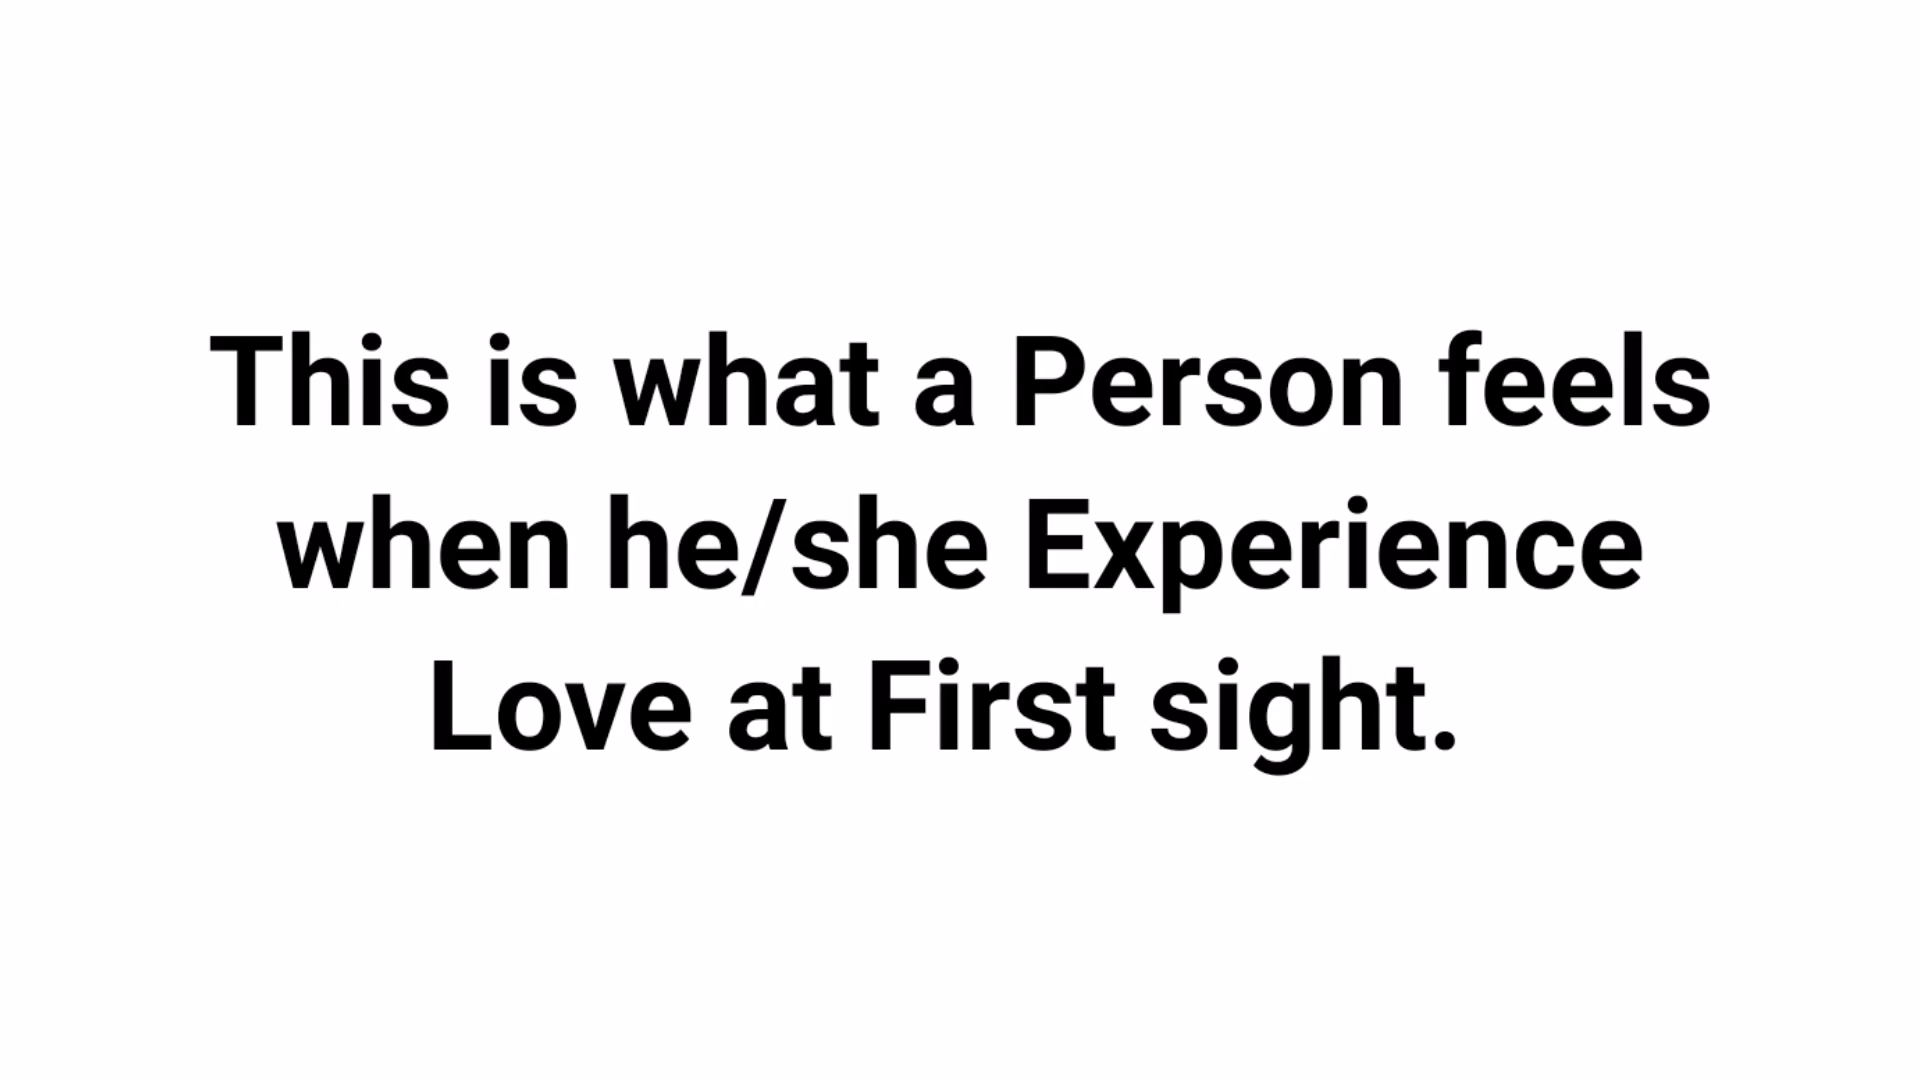 This is what a Person feels
when he/she Experience
Love at First sight.